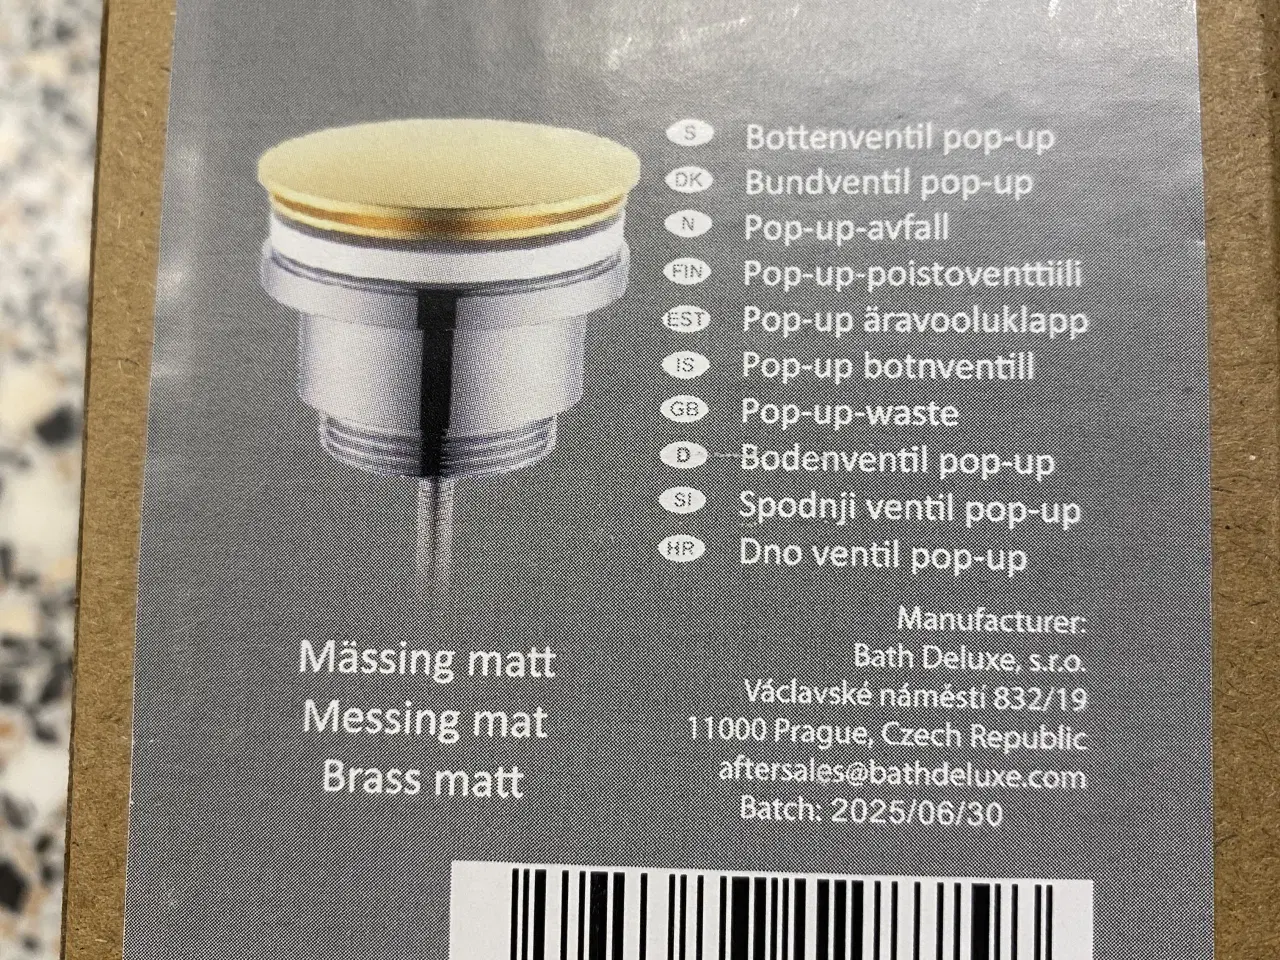 S Bottenventil pop-up
DK Bundventil pop-up
N Pop-up-avfall
FIN Pop-up-poistoventtiili
EST Pop-up äravooluklapp
IS Pop-up botnventill
GB Pop-up-waste
D Bodenventil pop-up
SI Spodnji ventil pop-up
HR Dno ventil pop-up
Mässing matt
Messing mat
Brass matt
Manufacturer:
Bath Deluxe, s.r.o.
Václavské náměstí 832/19
11000 Prague, Czech Republic
aftersales@bathdeluxe.com
Batch: 2025/06/30